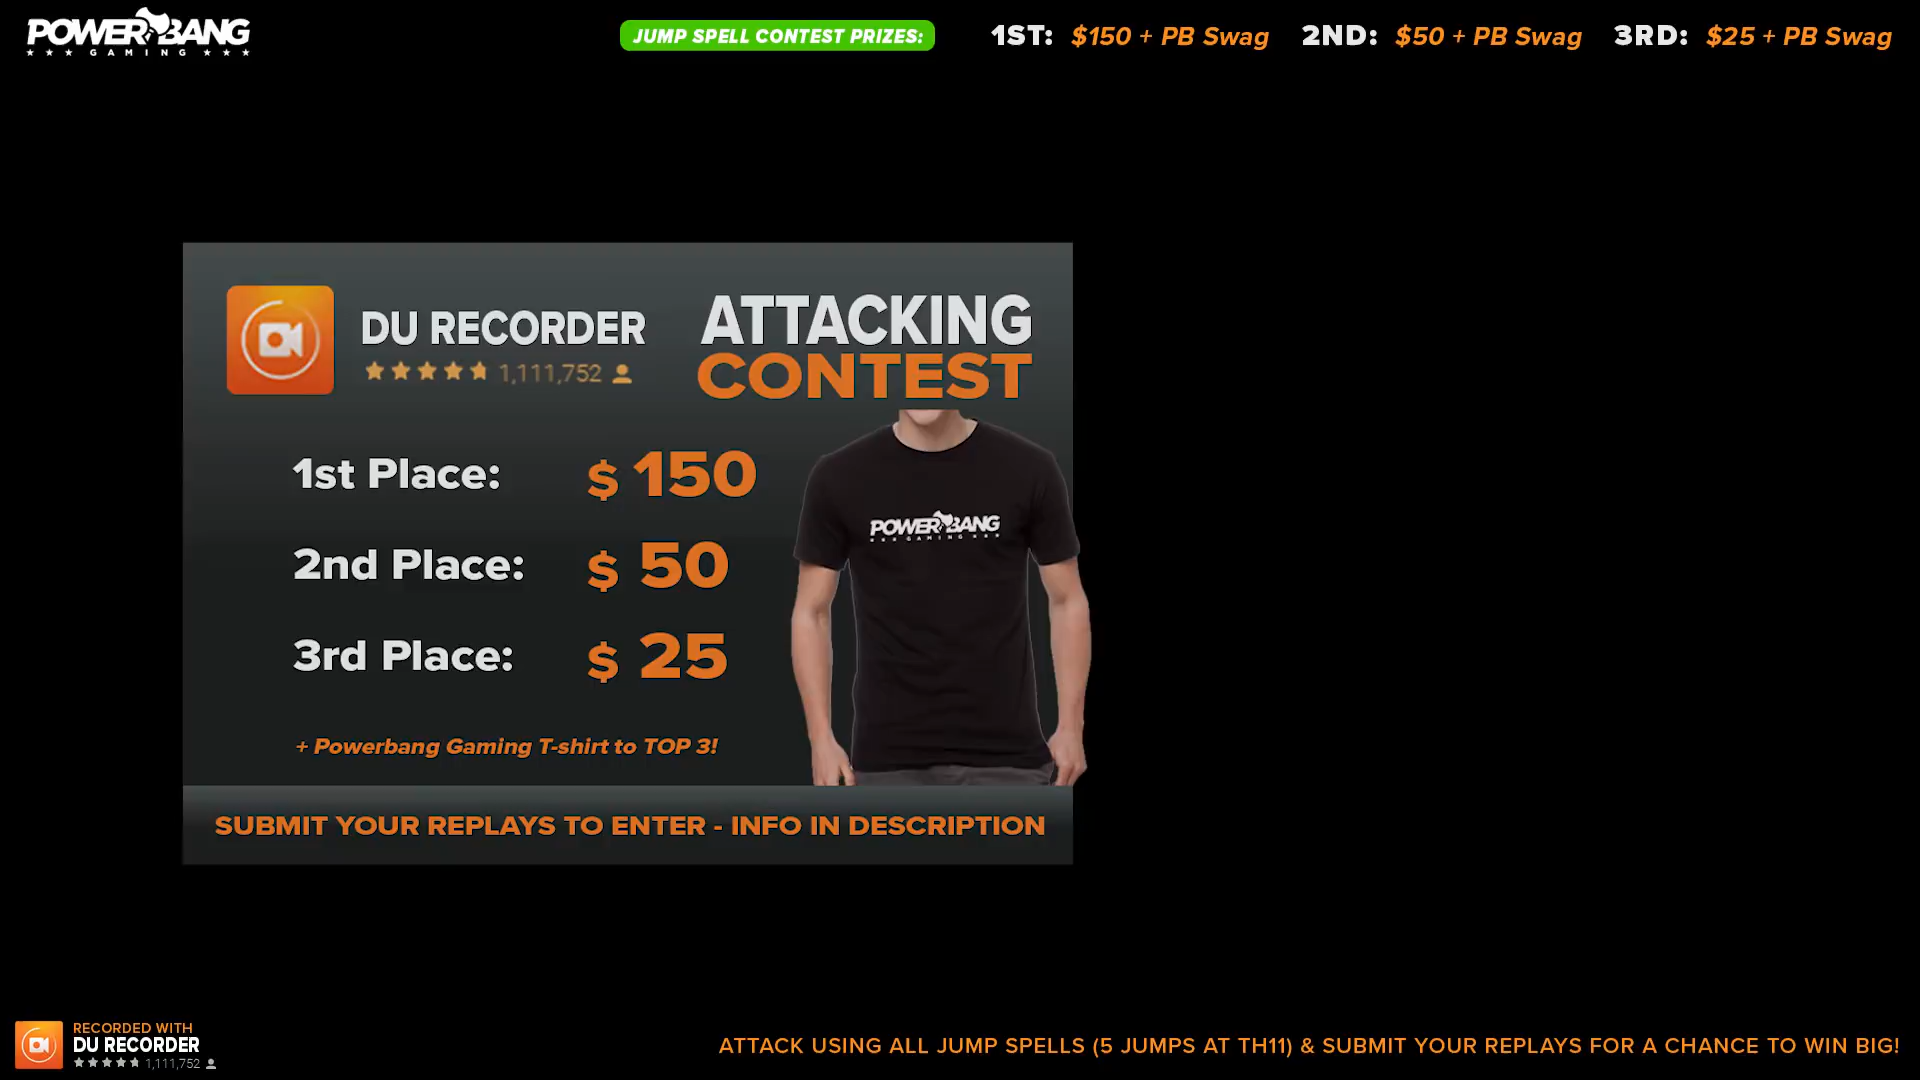 POWERBANG
GAMING
JUMP SPELL CONTEST PRIZES:
1ST: $150 + PB Swag
2ND: $50 + PB Swag
3RD: $25 + PB Swag
DU RECORDER
1,111,752
ATTACKING
CONTEST
1st Place: $ 150
2nd Place: $ 50
3rd Place: $ 25
+ Powerbang Gaming T-shirt to TOP 3!
POWERBANG
GAMING
SUBMIT YOUR REPLAYS TO ENTER - INFO IN DESCRIPTION
RECORDED WITH
DU RECORDER
1,111,752
ATTACK USING ALL JUMP SPELLS (5 JUMPS AT TH11) & SUBMIT YOUR REPLAYS FOR A CHANCE TO WIN BIG!